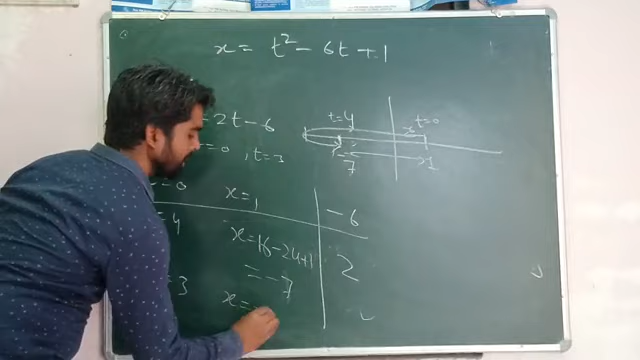 x = t² - 6t + 1
= 2t - 6
t=4
t=0
= 0 , t = 3
-7
1
= 0
x = 1
-6
= 4
x = 16 - 24 + 1
= -7
2
= 3
x =